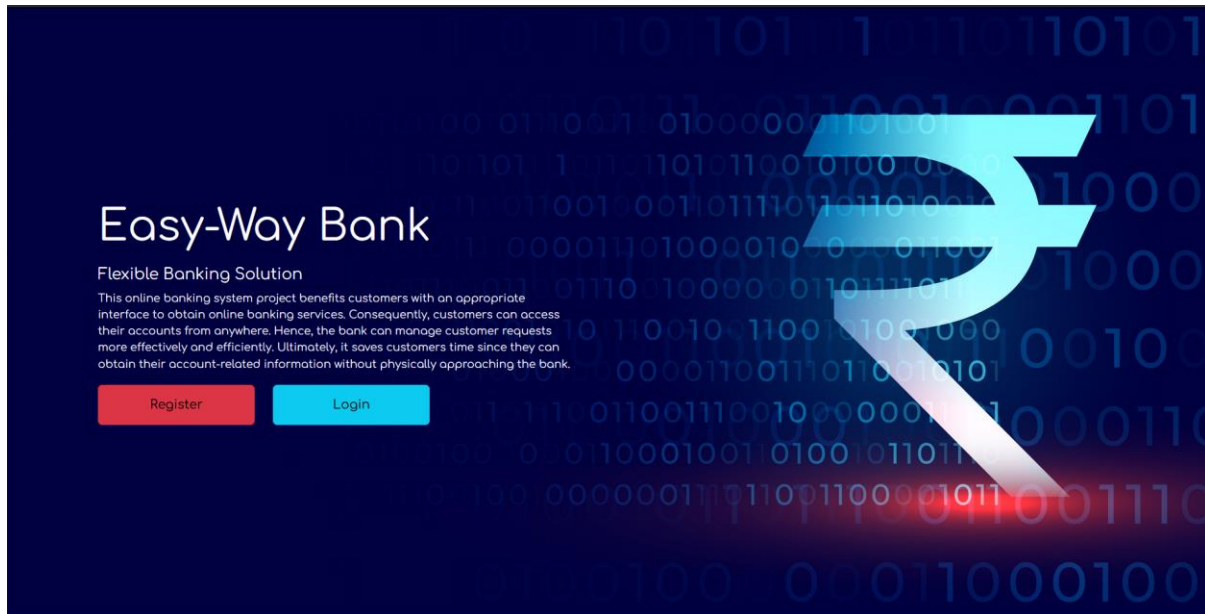 Easy-Way Bank
Flexible Banking Solution
This online banking system project benefits customers with an appropriate
interface to obtain online banking services. Consequently, customers can access
their accounts from anywhere. Hence, the bank can manage customer requests
more effectively and efficiently. Ultimately, it saves customers time since they can
obtain their account-related information without physically approaching the bank.
Register
Login
₹